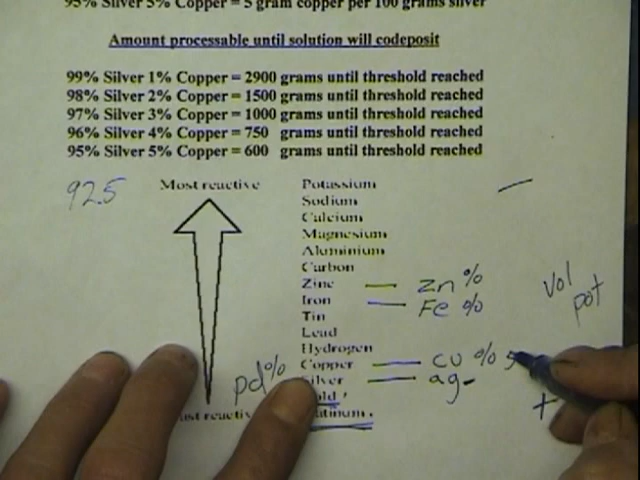 95% Silver 5% Copper = 5 gram copper per 100 grams silver
Amount processable until solution will codeposit
99% Silver 1% Copper = 2900 grams until threshold reached
98% Silver 2% Copper = 1500 grams until threshold reached
97% Silver 3% Copper = 1000 grams until threshold reached
96% Silver 4% Copper = 750 grams until threshold reached
95% Silver 5% Copper = 600 grams until threshold reached
92.5 Most reactive Potassium
Sodium
Calcium
Magnesium
Aluminium
Carbon
Zinc — Zn % vol
Iron — Fe % pot
Tin
Lead
Hydrogen
Copper — Cu % 5
pd% Silver — ag - +